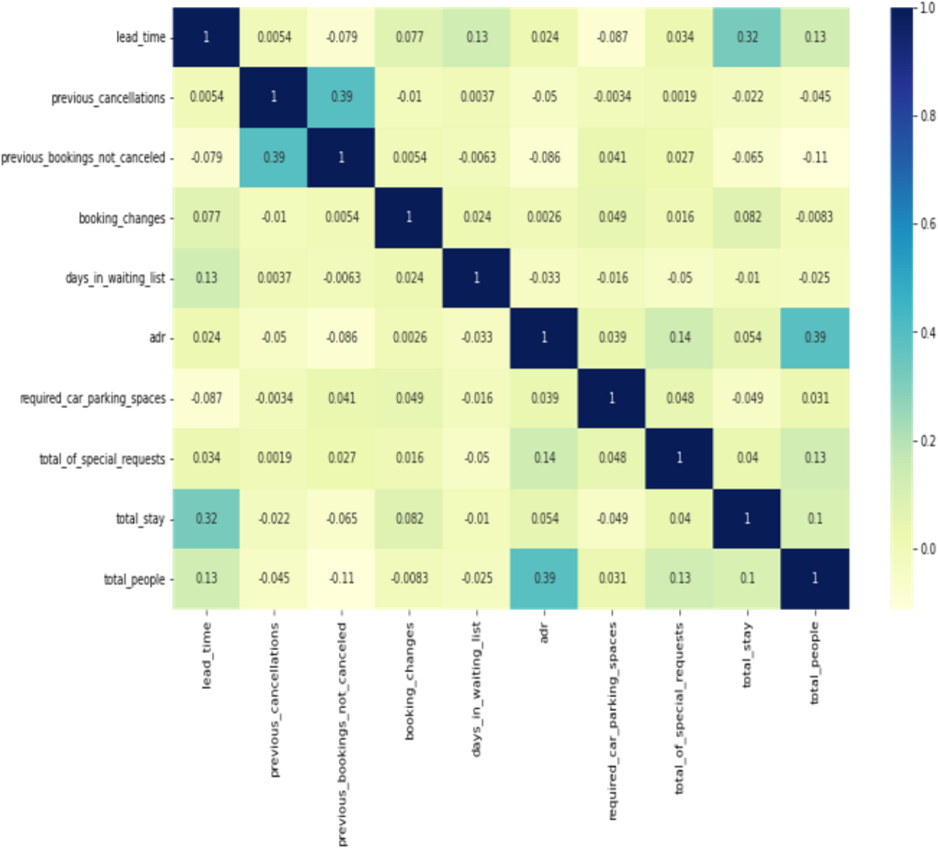 lead_time 1 0.0054 -0.079 0.077 0.13 0.024 -0.087 0.034 0.32 0.13
previous_cancellations 0.0054 1 0.39 -0.01 0.0037 -0.05 -0.0034 0.0019 -0.022 -0.045
previous_bookings_not_canceled -0.079 0.39 1 0.0054 -0.0063 -0.086 0.041 0.027 -0.065 -0.11
booking_changes 0.077 -0.01 0.0054 1 0.024 0.0026 0.049 0.016 0.082 -0.0083
days_in_waiting_list 0.13 0.0037 -0.0063 0.024 1 -0.033 -0.016 -0.05 -0.01 -0.025
adr 0.024 -0.05 -0.086 0.0026 -0.033 1 0.039 0.14 0.054 0.39
required_car_parking_spaces -0.087 -0.0034 0.041 0.049 -0.016 0.039 1 0.048 -0.049 0.031
total_of_special_requests 0.034 0.0019 0.027 0.016 -0.05 0.14 0.048 1 0.04 0.13
total_stay 0.32 -0.022 -0.065 0.082 -0.01 0.054 -0.049 0.04 1 0.1
total_people 0.13 -0.045 -0.11 -0.0083 -0.025 0.39 0.031 0.13 0.1 1
lead_time
previous_cancellations
previous_bookings_not_canceled
booking_changes
days_in_waiting_list
adr
required_car_parking_spaces
total_of_special_requests
total_stay
total_people
1.0
0.8
0.6
0.4
0.2
0.0